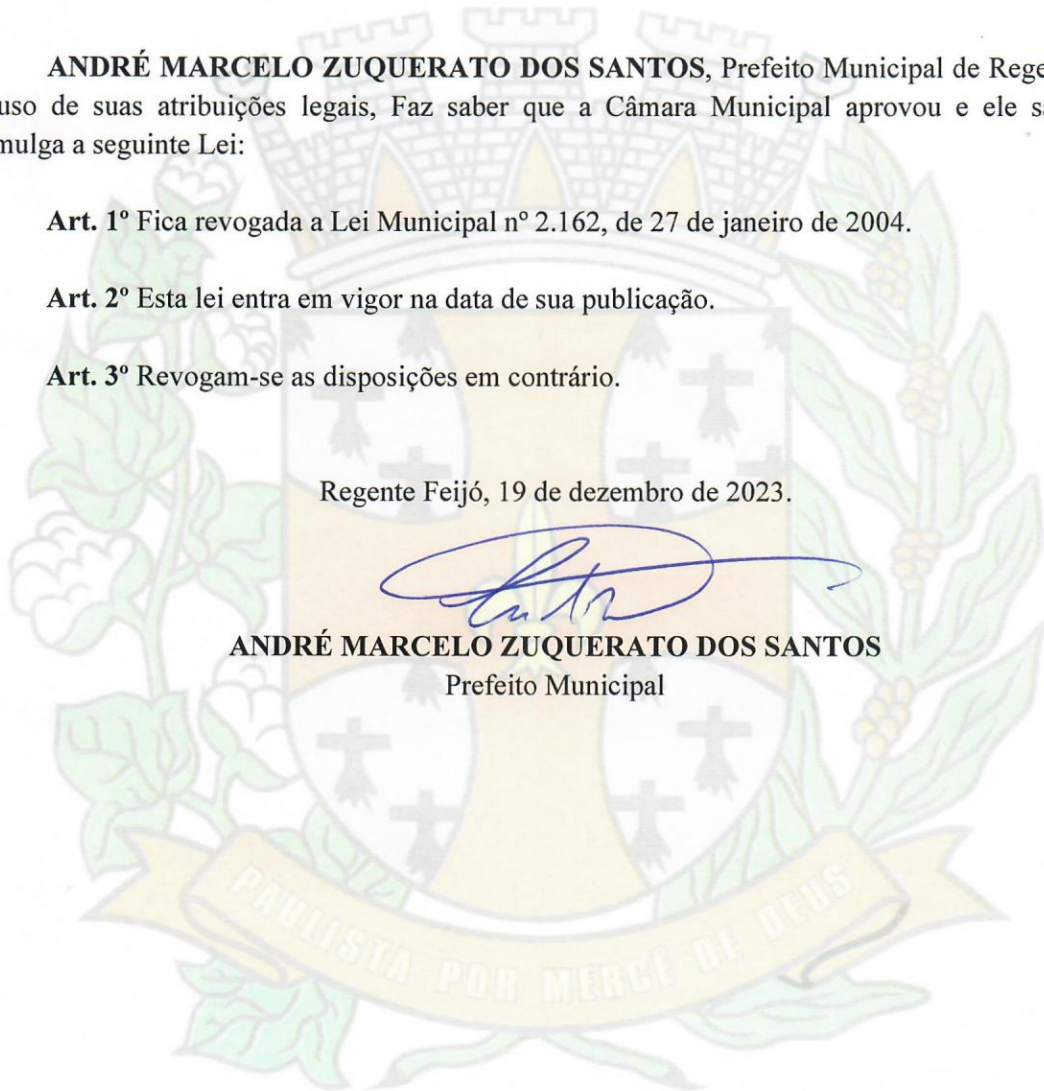 ANDRÉ MARCELO ZUQUERATO DOS SANTOS, Prefeito Municipal de Rege
uso de suas atribuições legais, Faz saber que a Câmara Municipal aprovou e ele sa
mulga a seguinte Lei:
Art. 1º Fica revogada a Lei Municipal nº 2.162, de 27 de janeiro de 2004.
Art. 2º Esta lei entra em vigor na data de sua publicação.
Art. 3º Revogam-se as disposições em contrário.
Regente Feijó, 19 de dezembro de 2023.
ANDRÉ MARCELO ZUQUERATO DOS SANTOS
Prefeito Municipal
PAULISTA POR MERCÊ DE DEUS